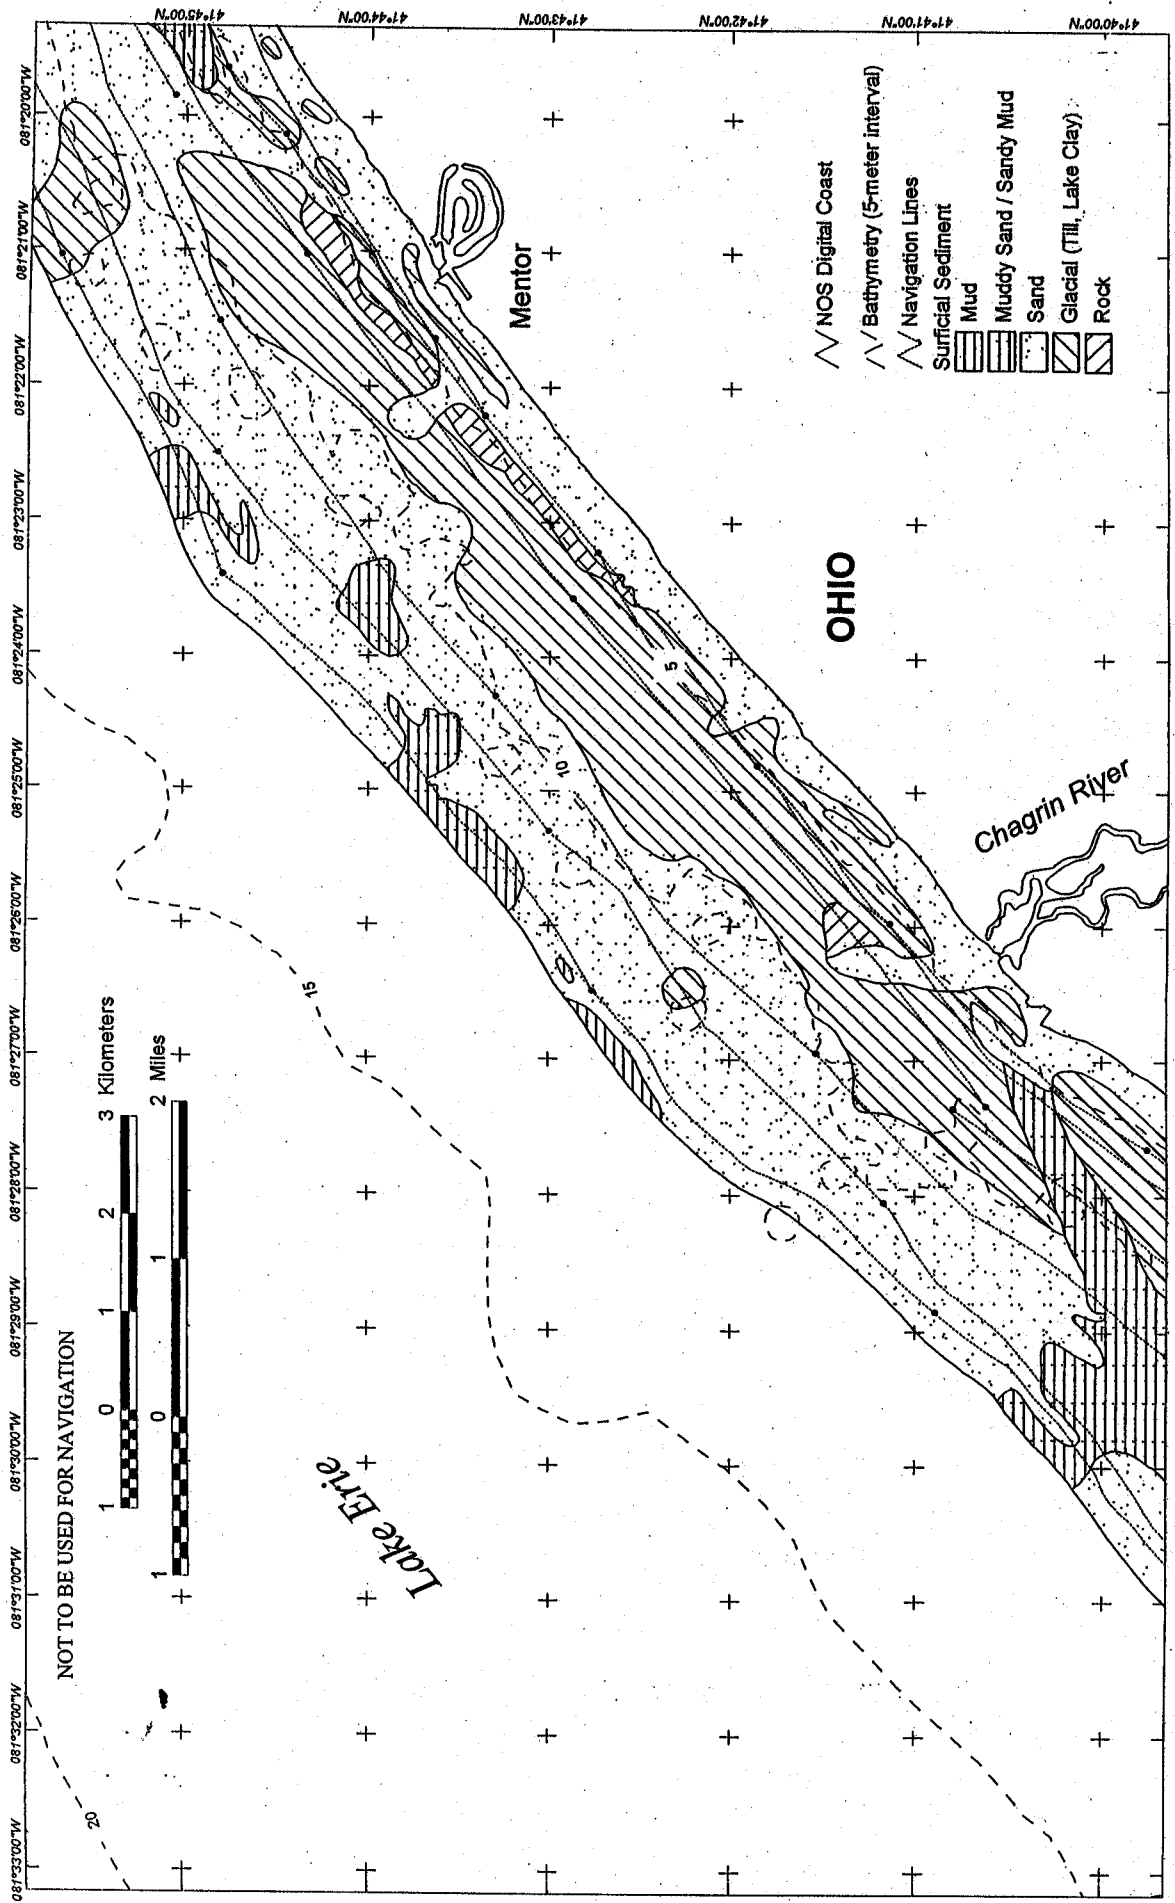 NOT TO BE USED FOR NAVIGATION
1 0 1 2 3 Kilometers
1 0 1 2 Miles
081°33'00"W
081°32'00"W
081°31'00"W
081°30'00"W
081°29'00"W
081°28'00"W
081°27'00"W
081°26'00"W
081°25'00"W
081°24'00"W
081°23'00"W
081°22'00"W
081°21'00"W
081°20'00"W
41°45'00"N
41°44'00"N
41°43'00"N
41°42'00"N
41°41'00"N
41°40'00"N
20
15
10
5
Lake Erie
Mentor
OHIO
Chagrin River
NOS Digital Coast
Bathymetry (5-meter interval)
Navigation Lines
Surficial Sediment
Mud
Muddy Sand / Sandy Mud
Sand
Glacial (Till, Lake Clay)
Rock